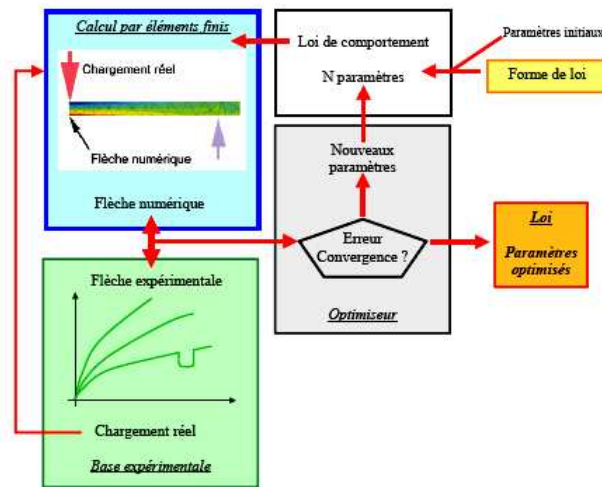 Calcul par éléments finis
Chargement réel
Flèche numérique
Flèche numérique
Loi de comportement
N paramètres
Paramètres initiaux
Forme de loi
Nouveaux
paramètres
Erreur
Convergence ?
Optimiseur
Loi
Paramètres
optimisés
Flèche expérimentale
Chargement réel
Base expérimentale